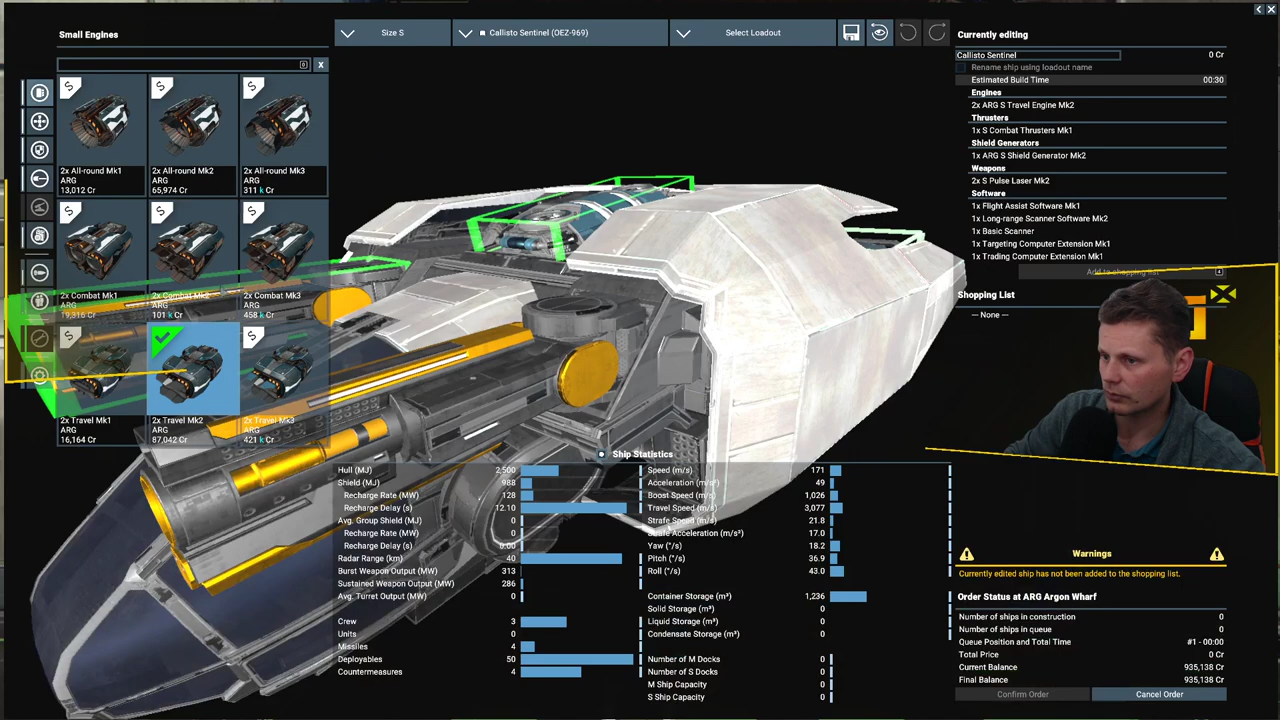 Small Engines
Size S
Callisto Sentinel (OEZ-969)
Select Loadout
x
2x All-round Mk1
ARG
13,012 Cr
2x All-round Mk2
ARG
65,974 Cr
2x All-round Mk3
ARG
311 k Cr
2x Combat Mk1
ARG
19,316 Cr
2x Combat Mk2
ARG
101 k Cr
2x Combat Mk3
ARG
458 k Cr
2x Travel Mk1
ARG
16,164 Cr
2x Travel Mk2
ARG
87,042 Cr
2x Travel Mk3
ARG
421 k Cr
Ship Statistics
Hull (MJ) 2,500
Shield (MJ) 988
Recharge Rate (MW) 128
Recharge Delay (s) 12.10
Avg. Group Shield (MJ) 0
Recharge Rate (MW) 0
Recharge Delay (s) 0.00
Radar Range (km) 40
Burst Weapon Output (MW) 313
Sustained Weapon Output (MW) 286
Avg. Turret Output (MW) 0
Crew 3
Units 0
Missiles 4
Deployables 50
Countermeasures 4
Speed (m/s) 171
Acceleration (m/s²) 49
Boost Speed (m/s) 1,026
Travel Speed (m/s) 3,077
Strafe Speed (m/s) 21.8
Strafe Acceleration (m/s²) 17.0
Yaw (°/s) 18.2
Pitch (°/s) 36.9
Roll (°/s) 43.0
Container Storage (m³) 1,236
Solid Storage (m³) 0
Liquid Storage (m³) 0
Condensate Storage (m³) 0
Number of M Docks 0
Number of S Docks 0
M Ship Capacity 0
S Ship Capacity 0
Currently editing
Callisto Sentinel 0 Cr
Rename ship using loadout name
Estimated Build Time 00:30
Engines
2x ARG S Travel Engine Mk2
Thrusters
1x S Combat Thrusters Mk1
Shield Generators
1x ARG S Shield Generator Mk2
Weapons
2x S Pulse Laser Mk2
Software
1x Flight Assist Software Mk1
1x Long-range Scanner Software Mk2
1x Basic Scanner
1x Targeting Computer Extension Mk1
1x Trading Computer Extension Mk1
Add to shopping list
Shopping List
— None —
Warnings
Currently edited ship has not been added to the shopping list.
Order Status at ARG Argon Wharf
Number of ships in construction 0
Number of ships in queue 0
Queue Position and Total Time #1 - 00:00
Total Price 0 Cr
Current Balance 935,138 Cr
Final Balance 935,138 Cr
Confirm Order
Cancel Order